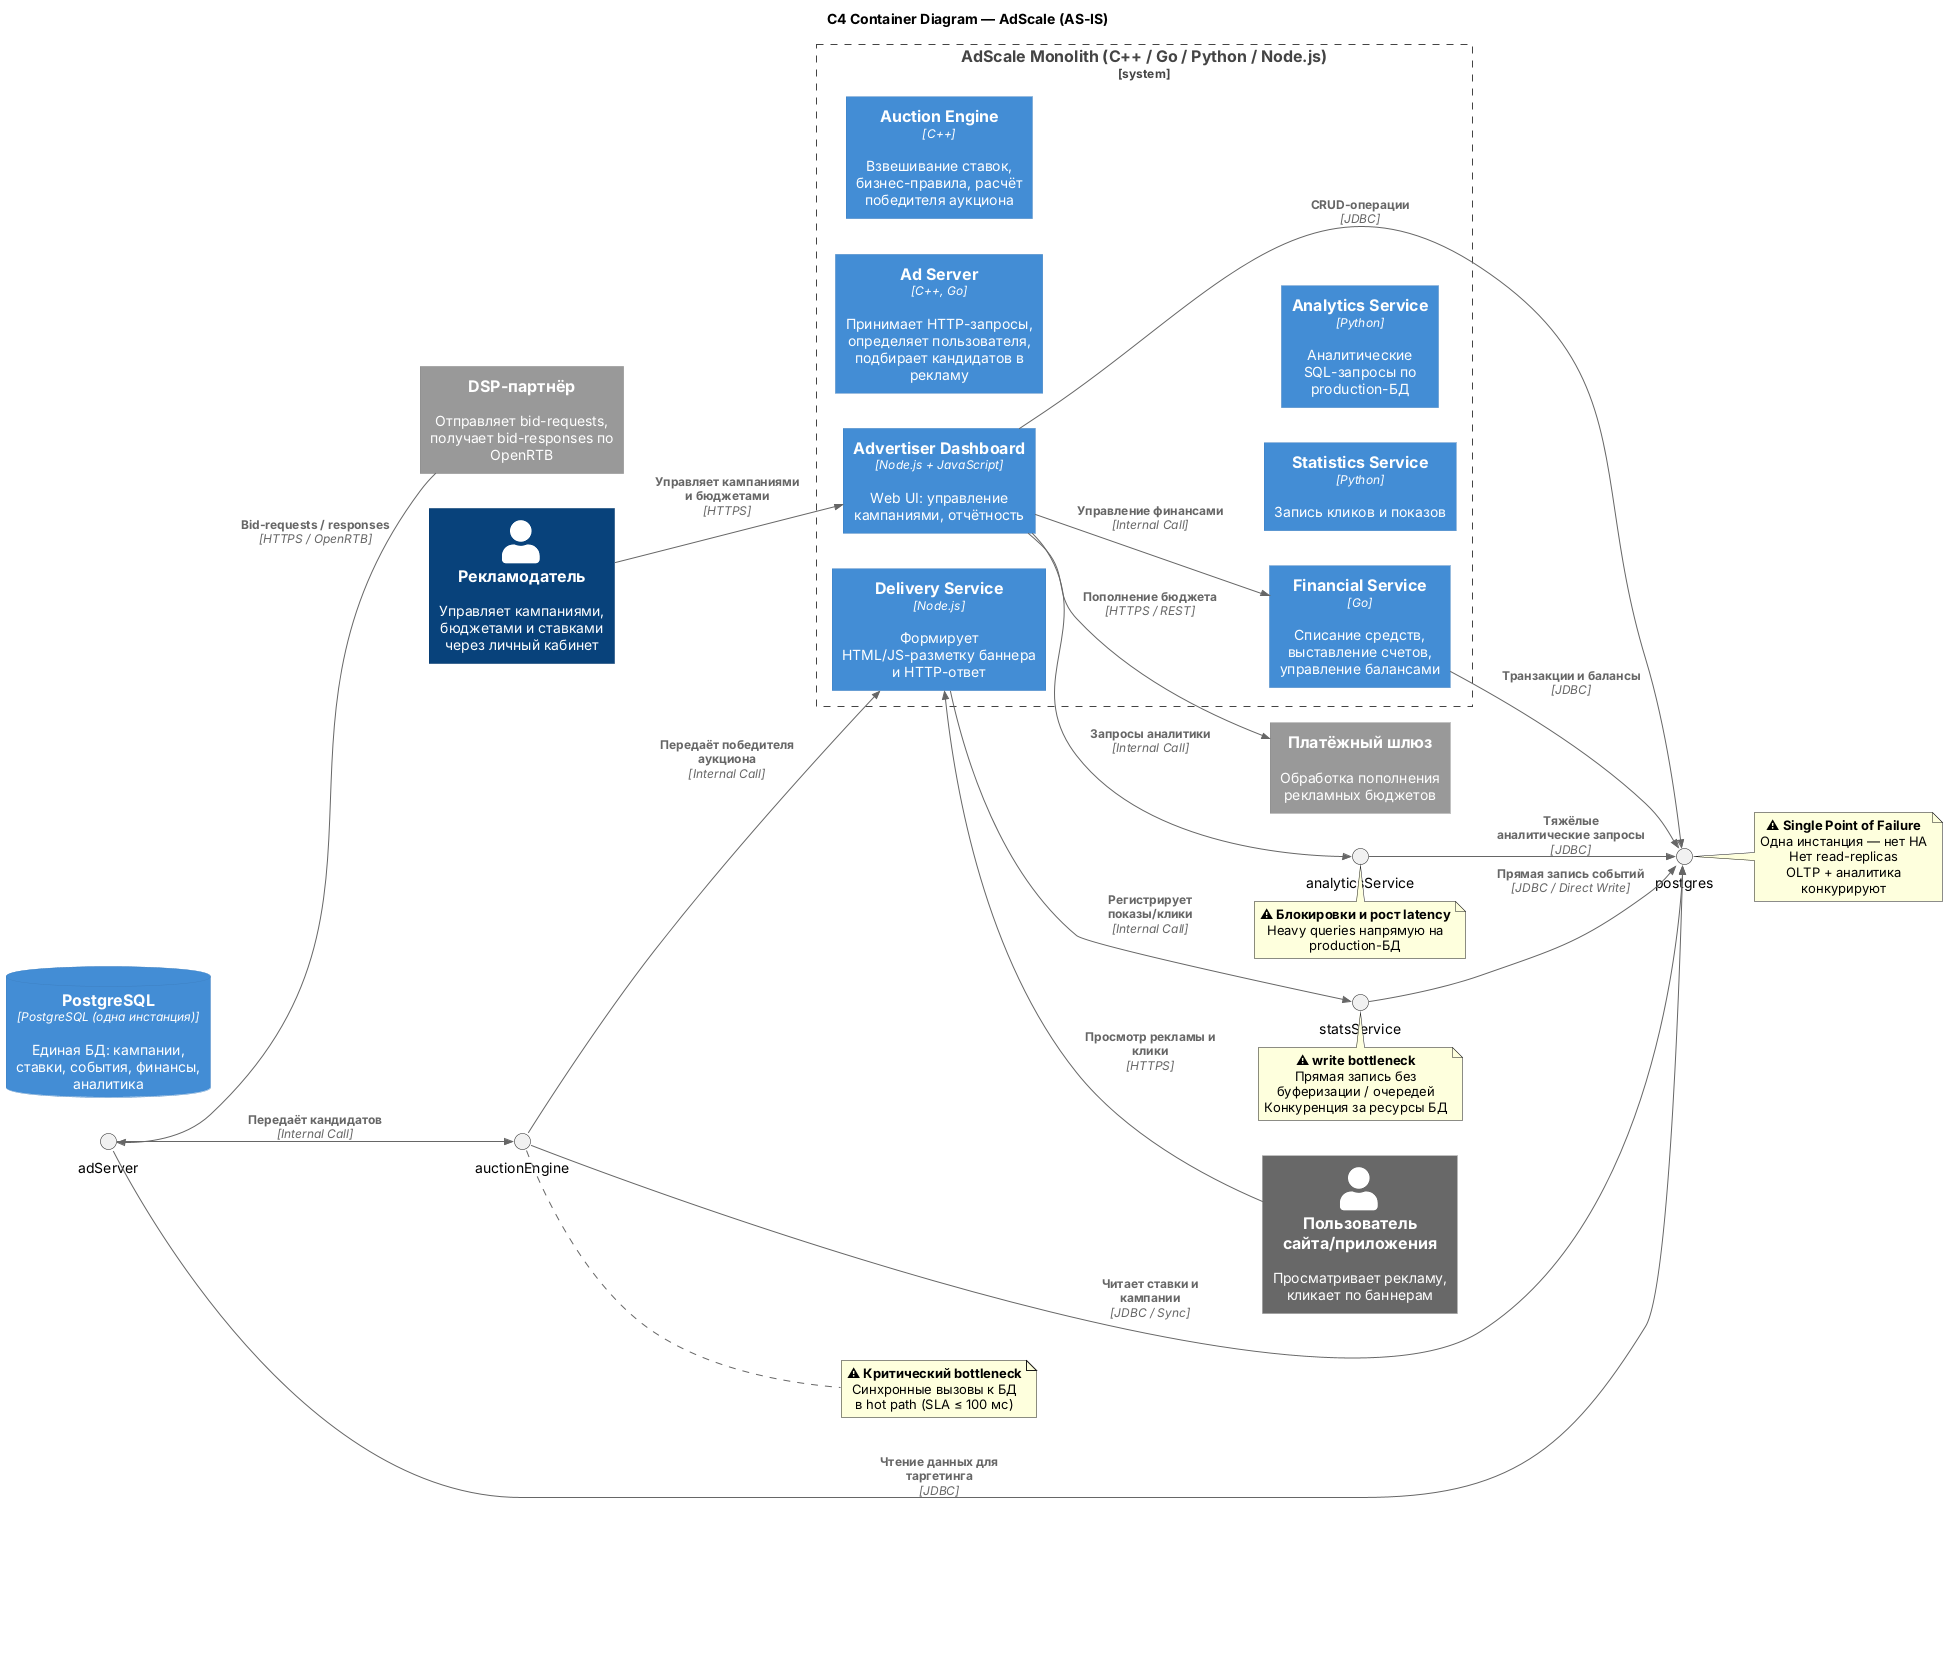 C4 Container Diagram — AdScale (AS-IS)
AdScale Monolith (C++ / Go / Python / Node.js)
[system]
Auction Engine
[C++]
Взвешивание ставок,
бизнес-правила, расчёт
победителя аукциона
Ad Server
[C++, Go]
Принимает HTTP-запросы,
определяет пользователя,
подбирает кандидатов в
рекламу
Advertiser Dashboard
[Node.js + JavaScript]
Web UI: управление
кампаниями, отчётность
Delivery Service
[Node.js]
Формирует
HTML/JS-разметку баннера
и HTTP-ответ
Analytics Service
[Python]
Аналитические
SQL-запросы по
production-БД
Statistics Service
[Python]
Запись кликов и показов
Financial Service
[Go]
Списание средств,
выставление счетов,
управление балансами
CRUD-операции
[JDBC]
DSP-партнёр
Отправляет bid-requests,
получает bid-responses по
OpenRTB
Bid-requests / responses
[HTTPS / OpenRTB]
Рекламодатель
Управляет кампаниями,
бюджетами и ставками
через личный кабинет
Управляет кампаниями
и бюджетами
[HTTPS]
Управление финансами
[Internal Call]
Пополнение бюджета
[HTTPS / REST]
Запросы аналитики
[Internal Call]
Платёжный шлюз
Обработка пополнения
рекламных бюджетов
Транзакции и балансы
[JDBC]
Передаёт победителя
аукциона
[Internal Call]
Тяжёлые
аналитические запросы
[JDBC]
Прямая запись событий
[JDBC / Direct Write]
analyticsService
postgres
⚠ Single Point of Failure
Одна инстанция — нет HA
Нет read-replicas
OLTP + аналитика
конкурируют
⚠ Блокировки и рост latency
Heavy queries напрямую на
production-БД
Регистрирует
показы/клики
[Internal Call]
statsService
⚠ write bottleneck
Прямая запись без
буферизации / очередей
Конкуренция за ресурсы БД
Просмотр рекламы и
клики
[HTTPS]
PostgreSQL
[PostgreSQL (одна инстанция)]
Единая БД: кампании,
ставки, события, финансы,
аналитика
Передаёт кандидатов
[Internal Call]
adServer
auctionEngine
Пользователь
сайта/приложения
Просматривает рекламу,
кликает по баннерам
Читает ставки и
кампании
[JDBC / Sync]
⚠ Критический bottleneck
Синхронные вызовы к БД
в hot path (SLA ≤ 100 мс)
Чтение данных для
таргетинга
[JDBC]